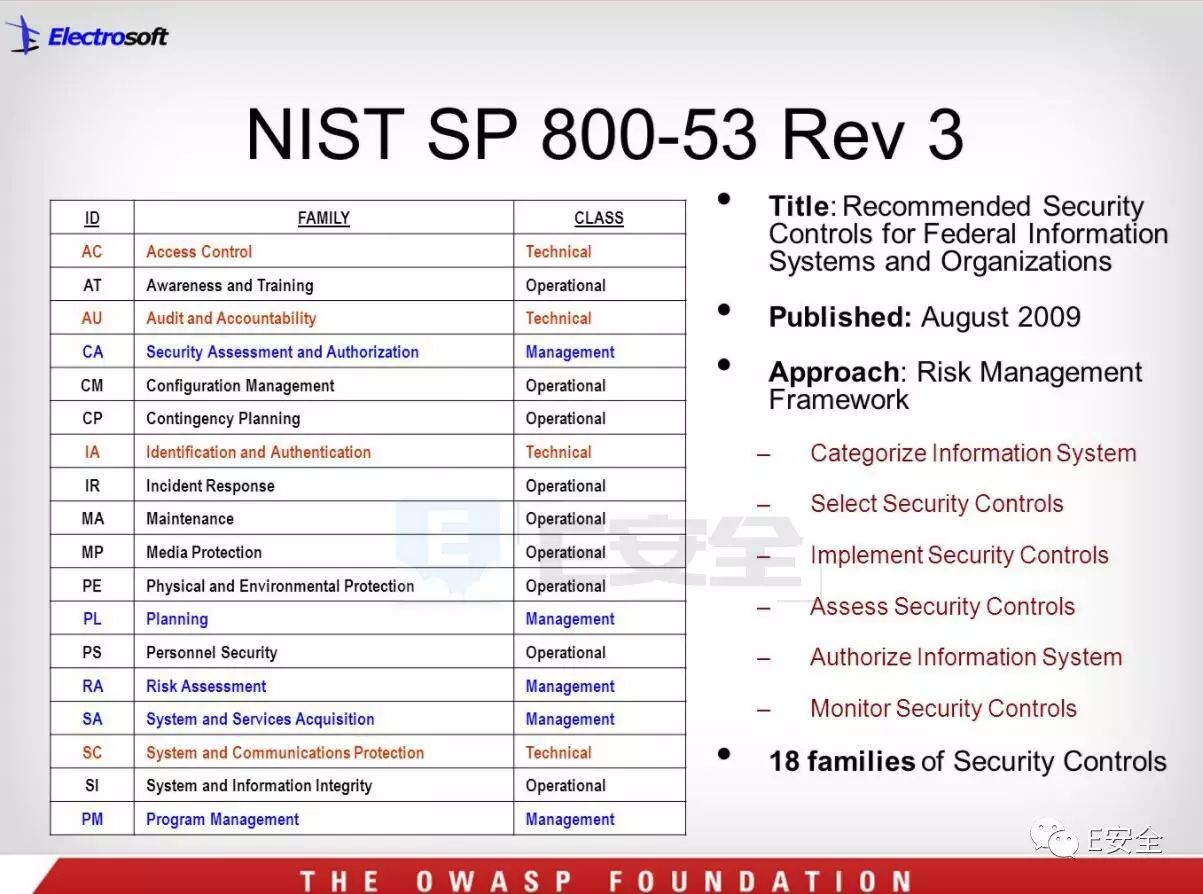 Electrosoft
NIST SP 800-53 Rev 3
ID FAMILY CLASS
AC Access Control Technical
AT Awareness and Training Operational
AU Audit and Accountability Technical
CA Security Assessment and Authorization Management
CM Configuration Management Operational
CP Contingency Planning Operational
IA Identification and Authentication Technical
IR Incident Response Operational
MA Maintenance Operational
MP Media Protection Operational
PE Physical and Environmental Protection Operational
PL Planning Management
PS Personnel Security Operational
RA Risk Assessment Management
SA System and Services Acquisition Management
SC System and Communications Protection Technical
SI System and Information Integrity Operational
PM Program Management Management
• Title: Recommended Security
Controls for Federal Information
Systems and Organizations
• Published: August 2009
• Approach: Risk Management
Framework
– Categorize Information System
– Select Security Controls
– Implement Security Controls
– Assess Security Controls
– Authorize Information System
– Monitor Security Controls
• 18 families of Security Controls
E E安全
E安全
THE OWASP FOUNDATION